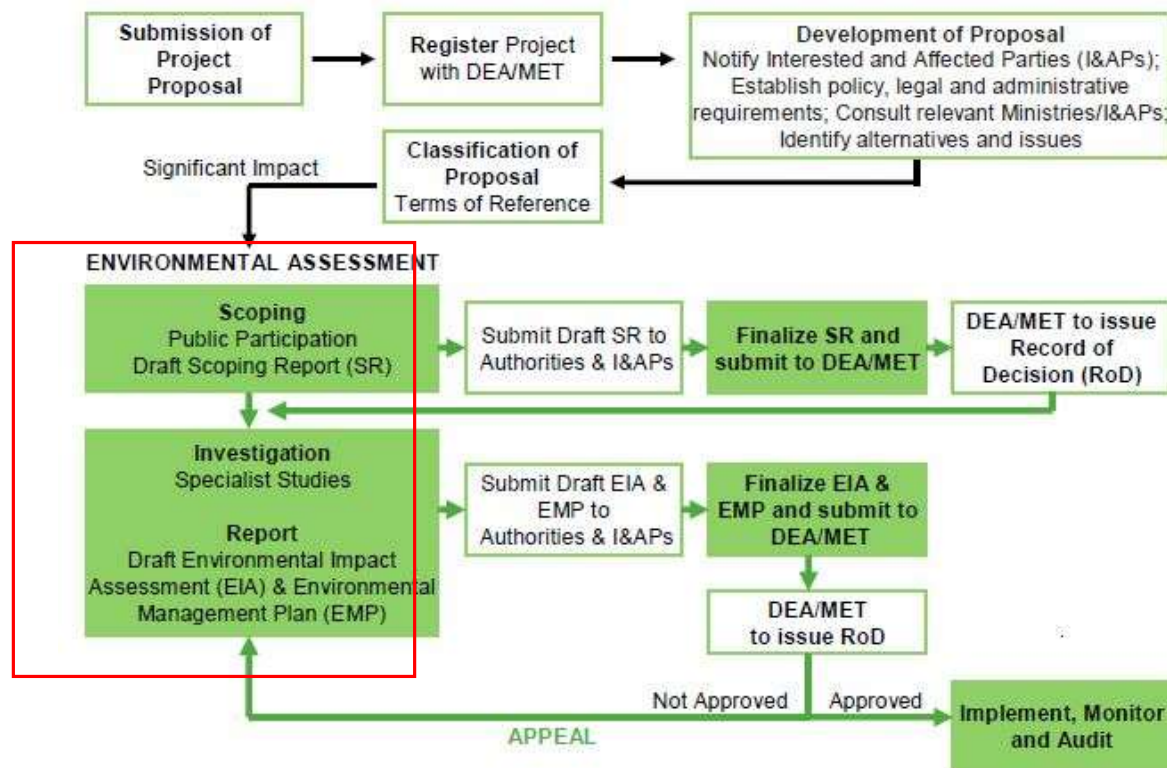 Submission of
Project
Proposal
Register Project
with DEA/MET
Development of Proposal
Notify Interested and Affected Parties (I&APs);
Establish policy, legal and administrative
requirements; Consult relevant Ministries/I&APs;
Identify alternatives and issues
Classification of
Proposal
Terms of Reference
Significant Impact
ENVIRONMENTAL ASSESSMENT
Scoping
Public Participation
Draft Scoping Report (SR)
Submit Draft SR to
Authorities & I&APs
Finalize SR and
submit to DEA/MET
DEA/MET to issue
Record of
Decision (RoD)
Investigation
Specialist Studies
Report
Draft Environmental Impact
Assessment (EIA) & Environmental
Management Plan (EMP)
Submit Draft EIA &
EMP to
Authorities & I&APs
Finalize EIA &
EMP and submit to
DEA/MET
DEA/MET
to issue RoD
Not Approved
Approved
APPEAL
Implement, Monitor
and Audit